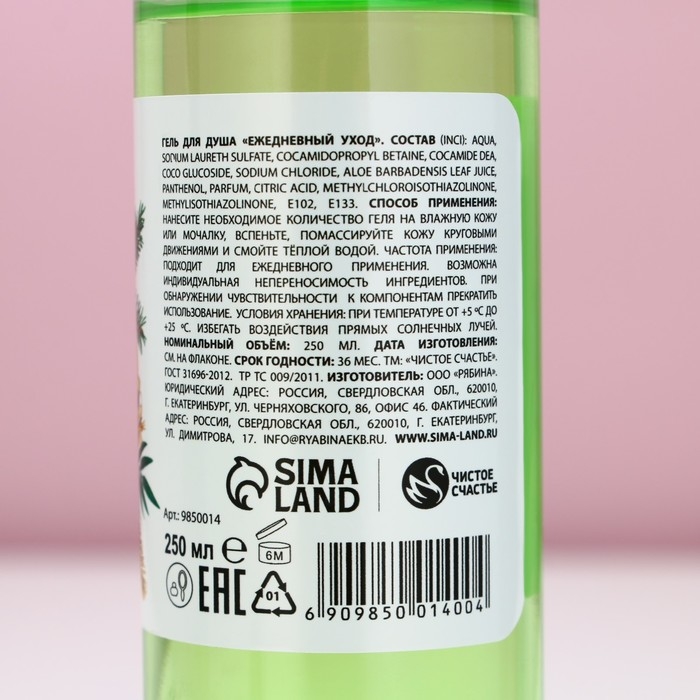 ГЕЛЬ ДЛЯ ДУША «ЕЖЕДНЕВНЫЙ УХОД». СОСТАВ (INCI): AQUA,
SODIUM LAURETH SULFATE, COCAMIDOPROPYL BETAINE, COCAMIDE DEA,
COCO GLUCOSIDE, SODIUM CHLORIDE, ALOE BARBADENSIS LEAF JUICE,
PANTHENOL, PARFUM, CITRIC ACID, METHYLCHLOROISOTHIAZOLINONE,
METHYLISOTHIAZOLINONE, E102, E133. СПОСОБ ПРИМЕНЕНИЯ:
НАНЕСИТЕ НЕОБХОДИМОЕ КОЛИЧЕСТВО ГЕЛЯ НА ВЛАЖНУЮ КОЖУ
ИЛИ МОЧАЛКУ, ВСПЕНЬТЕ, ПОМАССИРУЙТЕ КОЖУ КРУГОВЫМИ
ДВИЖЕНИЯМИ И СМОЙТЕ ТЁПЛОЙ ВОДОЙ. ЧАСТОТА ПРИМЕНЕНИЯ:
ПОДХОДИТ ДЛЯ ЕЖЕДНЕВНОГО ПРИМЕНЕНИЯ. ВОЗМОЖНА
ИНДИВИДУАЛЬНАЯ НЕПЕРЕНОСИМОСТЬ ИНГРЕДИЕНТОВ. ПРИ
ОБНАРУЖЕНИИ ЧУВСТВИТЕЛЬНОСТИ К КОМПОНЕНТАМ ПРЕКРАТИТЬ
ИСПОЛЬЗОВАНИЕ. УСЛОВИЯ ХРАНЕНИЯ: ПРИ ТЕМПЕРАТУРЕ ОТ +5 ºС ДО
+25 ºС. ИЗБЕГАТЬ ВОЗДЕЙСТВИЯ ПРЯМЫХ СОЛНЕЧНЫХ ЛУЧЕЙ.
НОМИНАЛЬНЫЙ ОБЪЁМ: 250 МЛ. ДАТА ИЗГОТОВЛЕНИЯ:
СМ. НА ФЛАКОНЕ. СРОК ГОДНОСТИ: 36 МЕС. ТМ: «ЧИСТОЕ СЧАСТЬЕ».
ГОСТ 31696-2012. ТР ТС 009/2011. ИЗГОТОВИТЕЛЬ: ООО «РЯБИНА».
ЮРИДИЧЕСКИЙ АДРЕС: РОССИЯ, СВЕРДЛОВСКАЯ ОБЛ., 620010,
Г. ЕКАТЕРИНБУРГ, УЛ. ЧЕРНЯХОВСКОГО, 86, ОФИС 46. ФАКТИЧЕСКИЙ
АДРЕС: РОССИЯ, СВЕРДЛОВСКАЯ ОБЛ., 620010, Г. ЕКАТЕРИНБУРГ,
УЛ. ДИМИТРОВА, 17. INFO@RYABINAEKB.RU WWW.SIMA-LAND.RU
SIMA
LAND
ЧИСТОЕ
СЧАСТЬЕ
Арт.: 9850014
250 мл e 6M
EAC 01
6 909850 014004